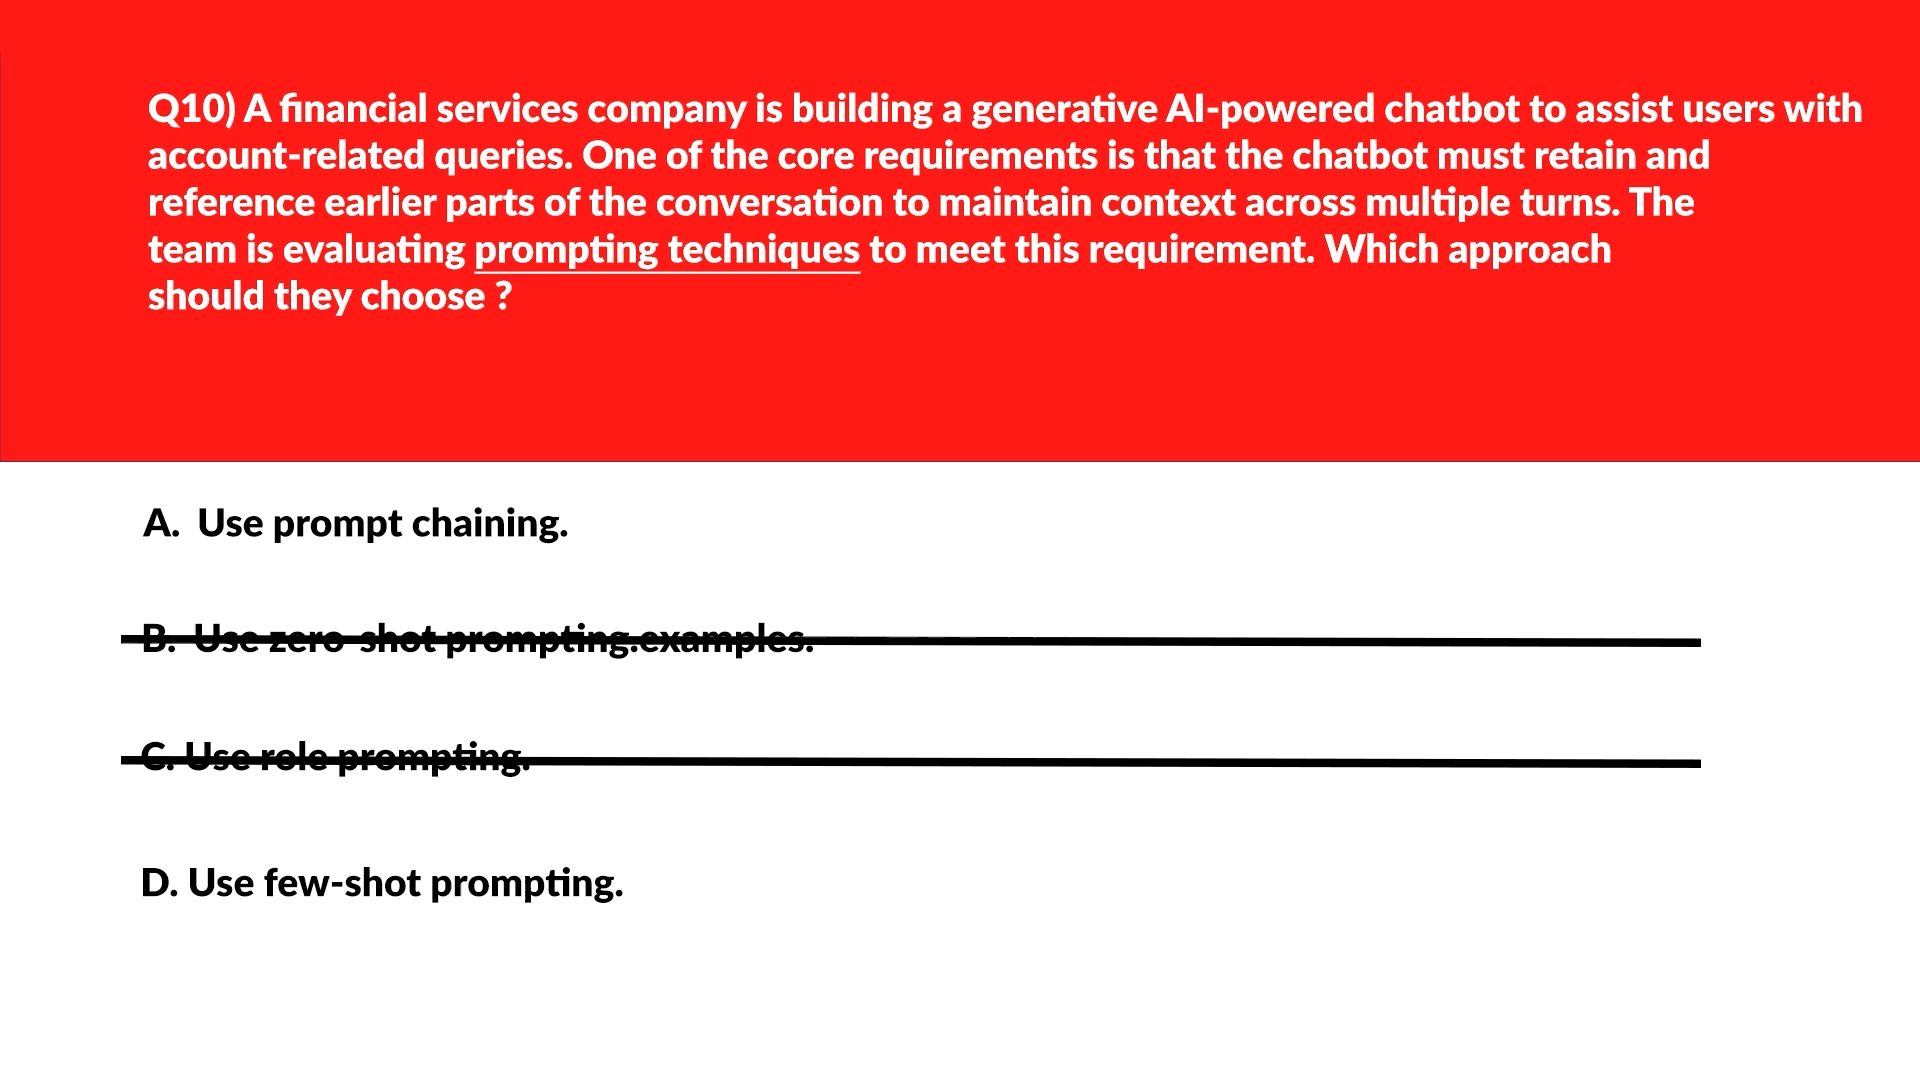 Q10) A financial services company is building a generative AI-powered chatbot to assist users with
account-related queries. One of the core requirements is that the chatbot must retain and
reference earlier parts of the conversation to maintain context across multiple turns. The
team is evaluating prompting techniques to meet this requirement. Which approach
should they choose ?
A. Use prompt chaining.
B. Use zero-shot prompting.examples.
C. Use role prompting.
D. Use few-shot prompting.